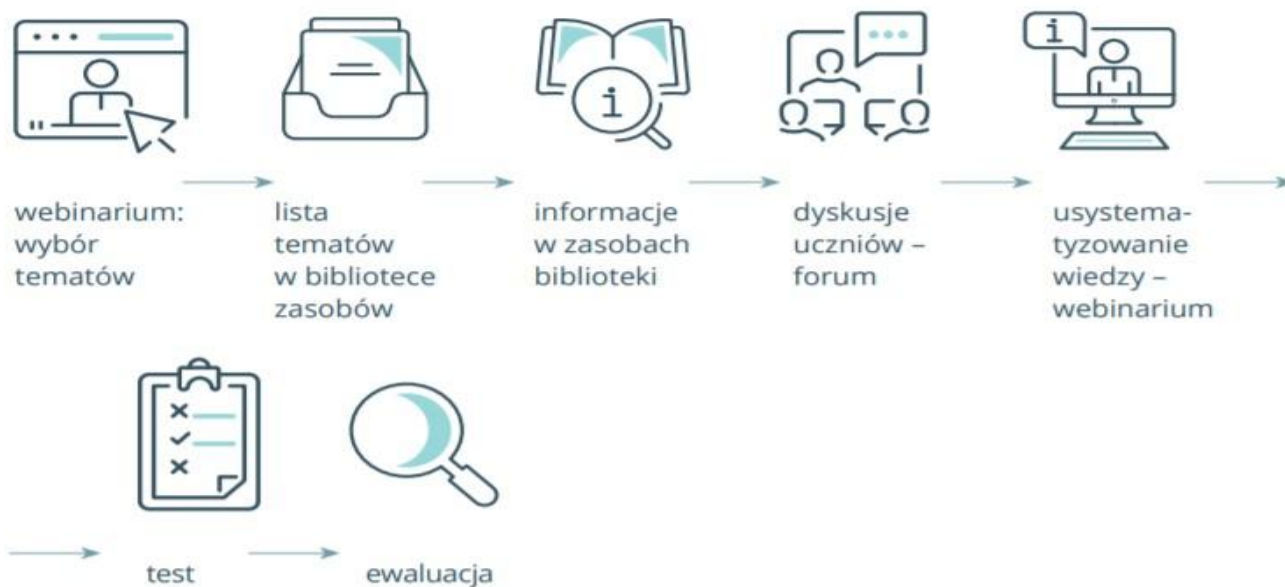 webinarium:
wybór
tematów
lista
tematów
w bibliotece
zasobów
informacje
w zasobach
biblioteki
dyskusje
uczniów –
forum
usystema-
tyzowanie
wiedzy –
webinarium
test
ewaluacja